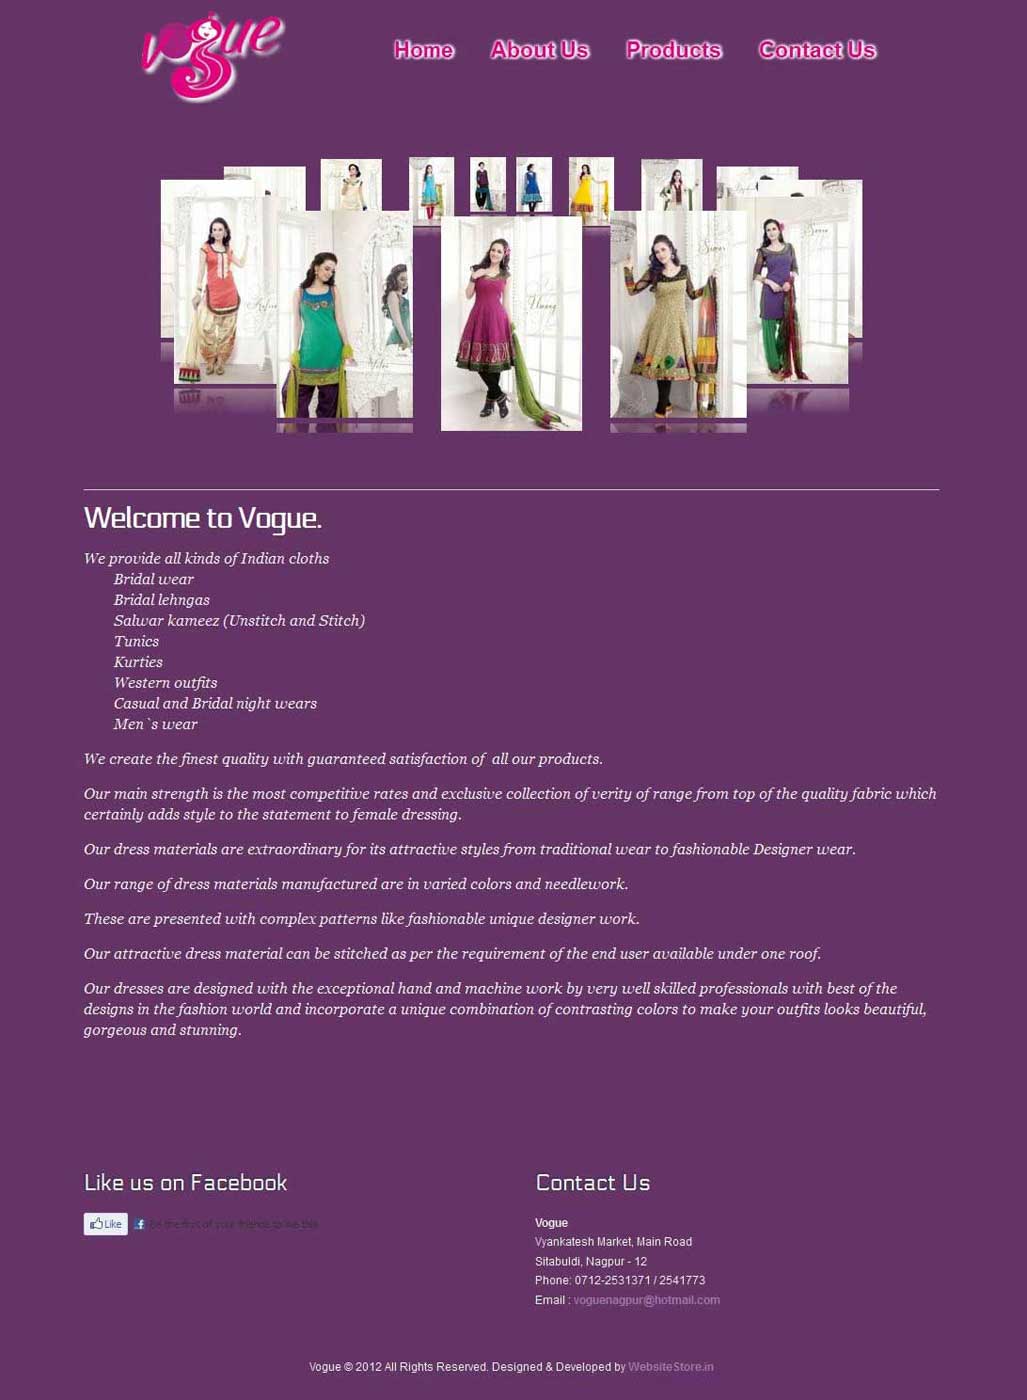 vogue
Home About Us Products Contact Us
Welcome to Vogue.
We provide all kinds of Indian cloths
Bridal wear
Bridal lehngas
Salwar kameez (Unstitch and Stitch)
Tunics
Kurties
Western outfits
Casual and Bridal night wears
Men`s wear
We create the finest quality with guaranteed satisfaction of all our products.
Our main strength is the most competitive rates and exclusive collection of verity of range from top of the quality fabric which
certainly adds style to the statement to female dressing.
Our dress materials are extraordinary for its attractive styles from traditional wear to fashionable Designer wear.
Our range of dress materials manufactured are in varied colors and needlework.
These are presented with complex patterns like fashionable unique designer work.
Our attractive dress material can be stitched as per the requirement of the end user available under one roof.
Our dresses are designed with the exceptional hand and machine work by very well skilled professionals with best of the
designs in the fashion world and incorporate a unique combination of contrasting colors to make your outfits looks beautiful,
gorgeous and stunning.
Like us on Facebook
Like Be the first of your friends to like this.
Contact Us
Vogue
Vyankatesh Market, Main Road
Sitabuldi, Nagpur - 12
Phone: 0712-2531371 / 2541773
Email : voguenagpur@hotmail.com
Vogue © 2012 All Rights Reserved. Designed & Developed by WebsiteStore.in